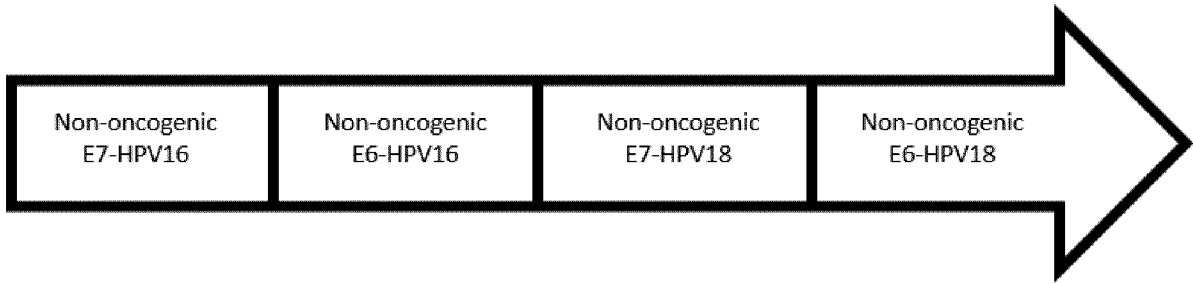 Non-oncogenic
E7-HPV16
Non-oncogenic
E6-HPV16
Non-oncogenic
E7-HPV18
Non-oncogenic
E6-HPV18